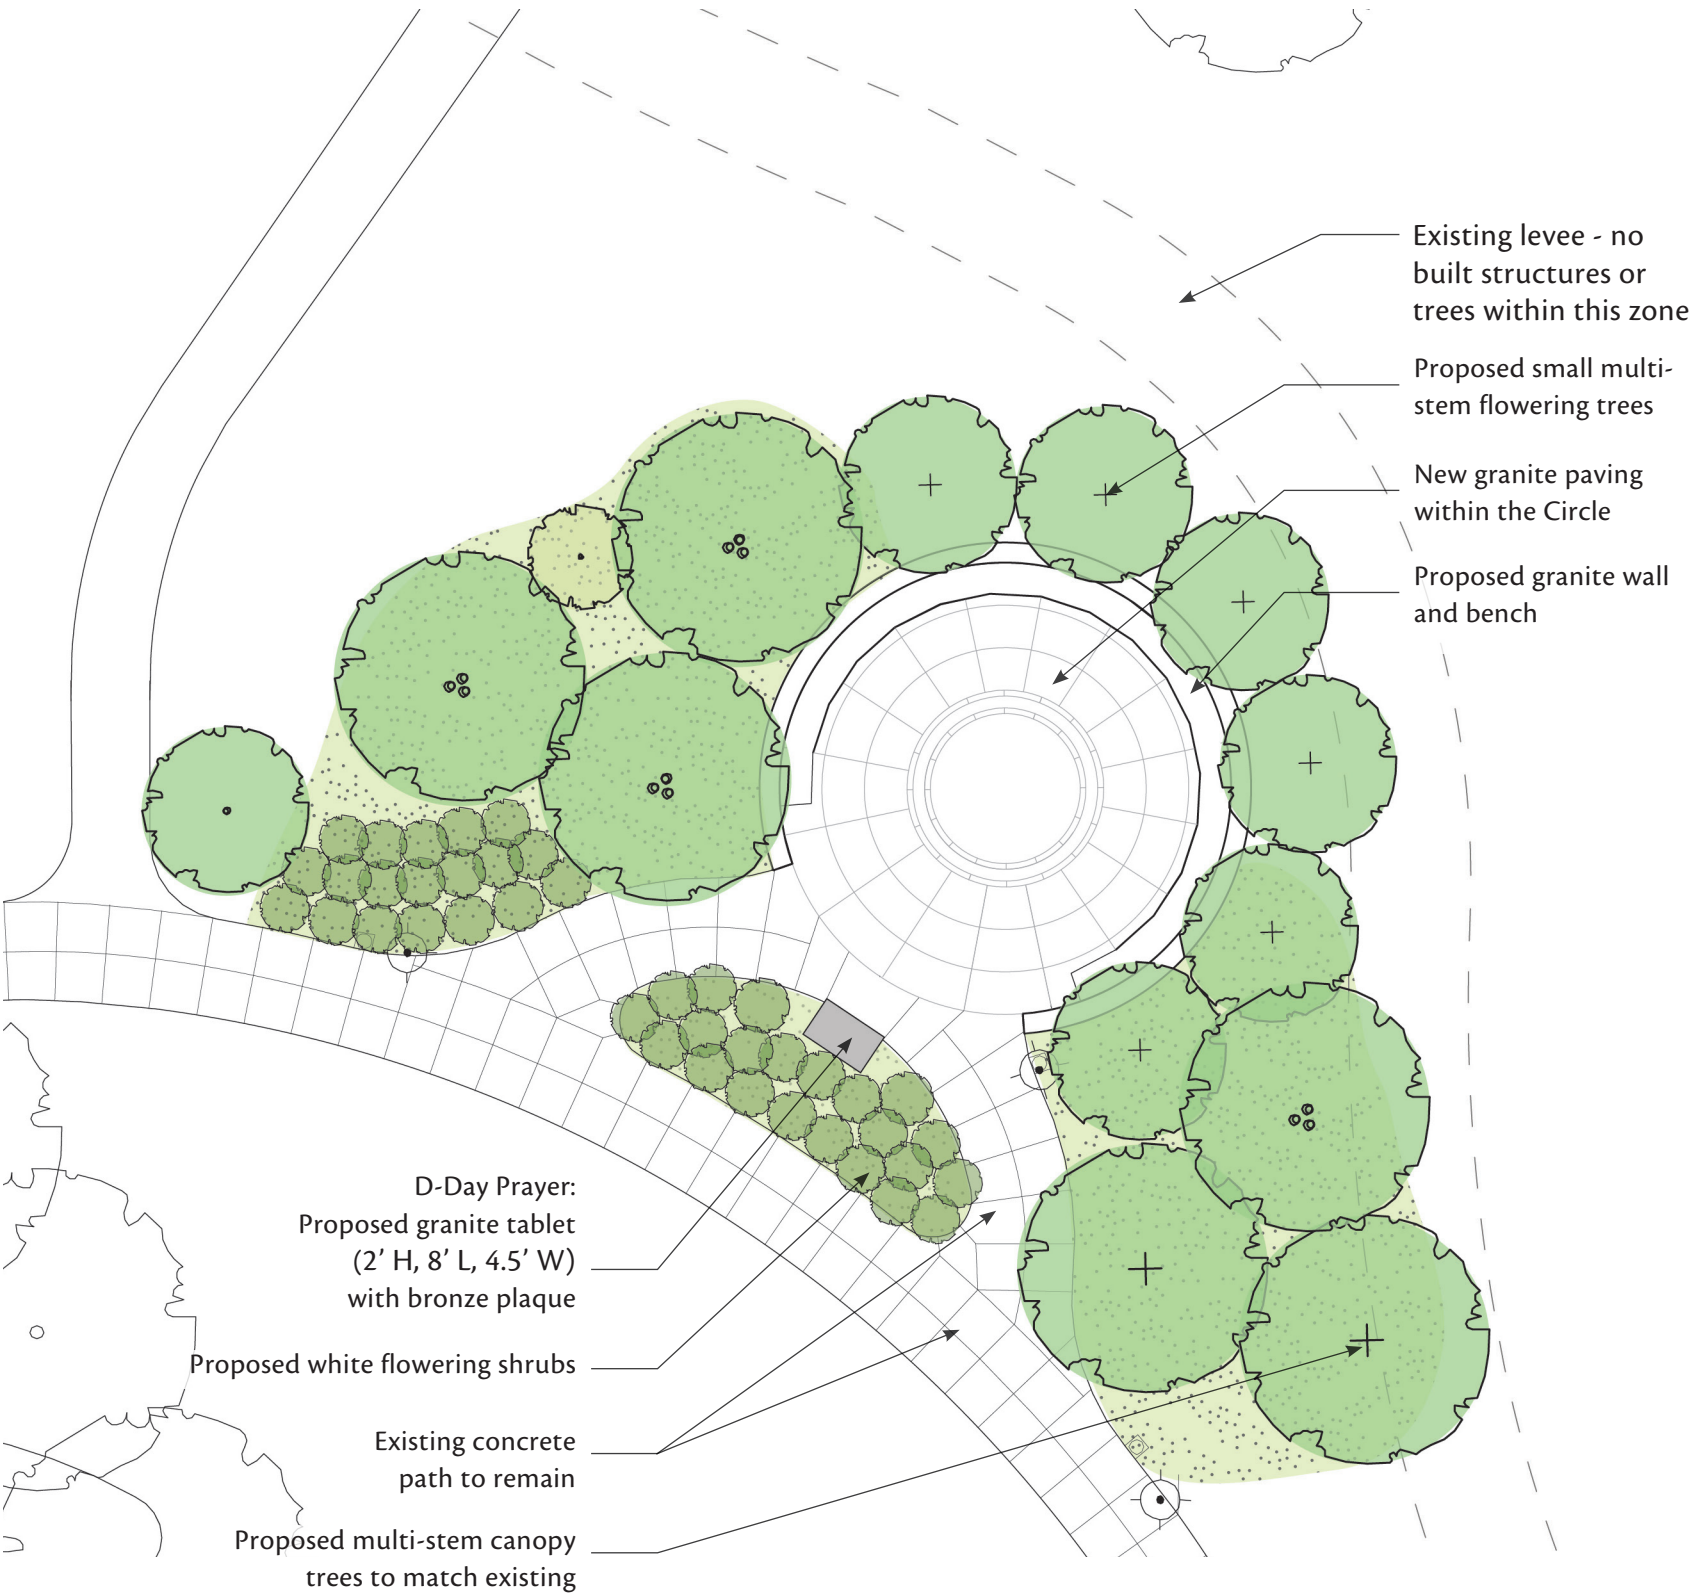 Existing levee - no
built structures or
trees within this zone
Proposed small multi-
stem flowering trees
New granite paving
within the Circle
Proposed granite wall
and bench
D-Day Prayer:
Proposed granite tablet
(2’ H, 8’ L, 4.5’ W)
with bronze plaque
Proposed white flowering shrubs
Existing concrete
path to remain
Proposed multi-stem canopy
trees to match existing